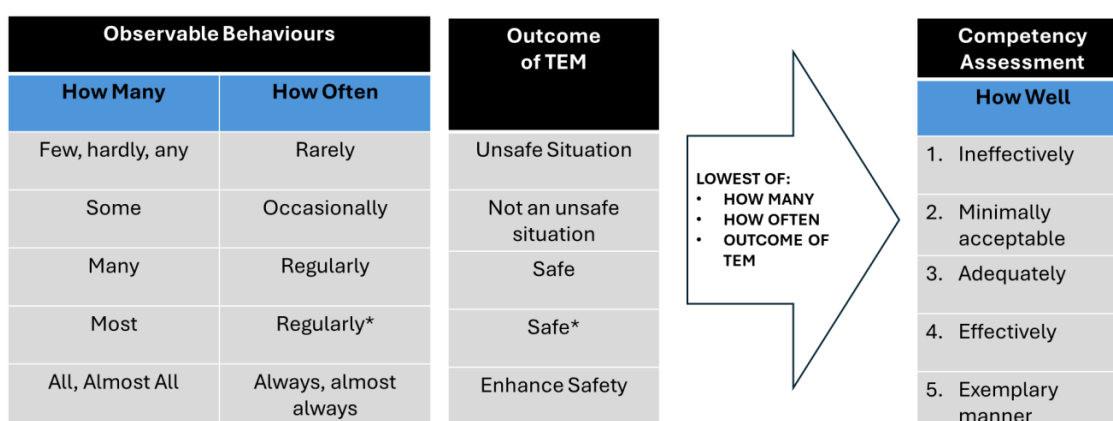 Observable Behaviours
How Many
How Often
Few, hardly, any
Rarely
Some
Occasionally
Many
Regularly
Most
Regularly*
All, Almost All
Always, almost
always
Outcome
of TEM
Unsafe Situation
Not an unsafe
situation
Safe
Safe*
Enhance Safety
LOWEST OF:
• HOW MANY
• HOW OFTEN
• OUTCOME OF
TEM
Competency
Assessment
How Well
1. Ineffectively
2. Minimally
acceptable
3. Adequately
4. Effectively
5. Exemplary
manner